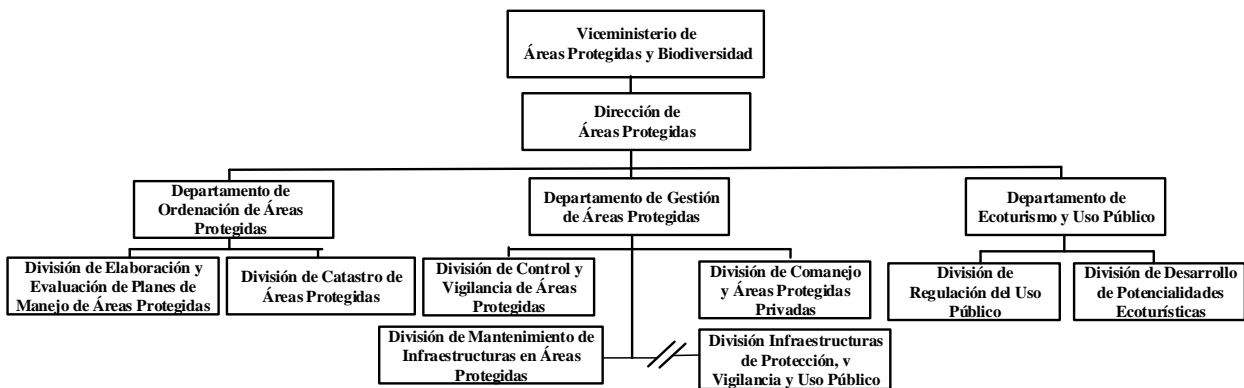 Viceministerio de
Áreas Protegidas y Biodiversidad
Dirección de
Áreas Protegidas
Departamento de
Ordenación de Áreas
Protegidas
Departamento de Gestión
de Áreas Protegidas
Departamento de
Ecoturismo y Uso Público
División de Elaboración y
Evaluación de Planes de
Manejo de Áreas Protegidas
División de Catastro de
Áreas Protegidas
División de Control y
Vigilancia de Áreas
Protegidas
División de Comanejo
y Áreas Protegidas
Privadas
División de
Regulación del Uso
Público
División de Desarrollo
de Potencialidades
Ecoturísticas
División de Mantenimiento de
Infraestructuras en Áreas
Protegidas
División Infraestructuras
de Protección, v
Vigilancia y Uso Público